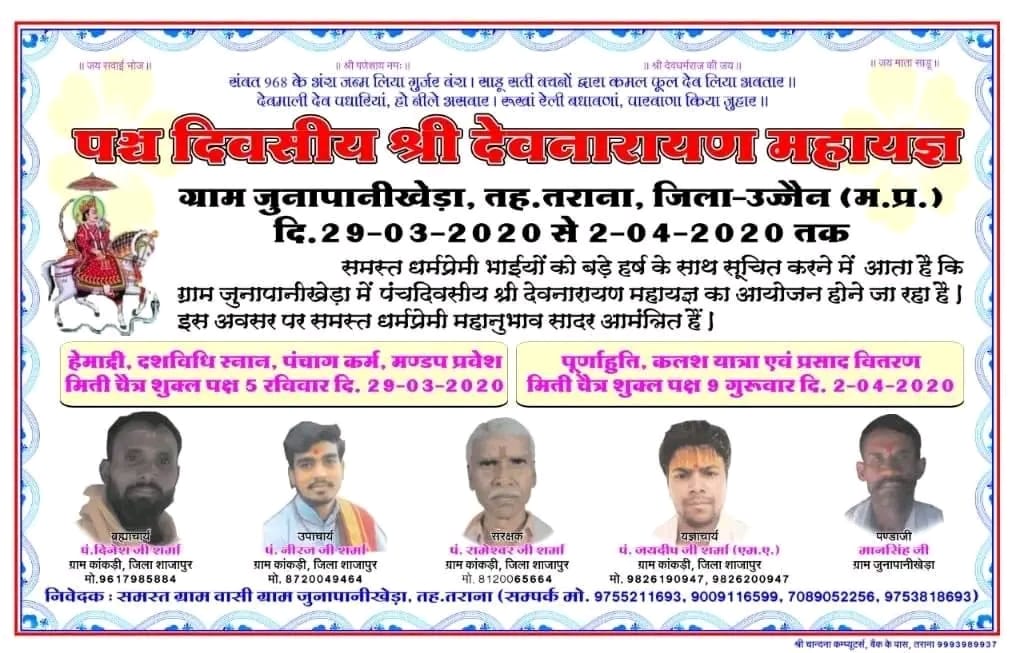 ॥ जय सवाई भोज॥ ॥ श्री गणेशाय नमः॥ ॥ श्री देवधर्मराज की जय॥ ॥ जय माता साडू॥
संवत 968 के अंश जन्म लिया गुर्जर वंश। साडू सती वचनों द्वारा कमल फूल देव लिया अवतार॥
देवमाली देव पधारियां, हो नीले असवार। रूखां रेली बधावणां, पारवाणा किया जुहार॥
पञ्च दिवसीय श्री देवनारायण महायज्ञ
ग्राम जुनापानीखेड़ा, तह.तराना, जिला-उज्जैन (म.प्र.)
दि.29-03-2020 से 2-04-2020 तक
समस्त धर्मप्रेमी भाईयों को बड़े हर्ष के साथ सूचित करने में आता है कि
ग्राम जुनापानीखेड़ा में पंचदिवसीय श्री देवनारायण महायज्ञ का आयोजन होने जा रहा है।
इस अवसर पर समस्त धर्मप्रेमी महानुभाव सादर आमंत्रित हैं।
हेमाद्री, दशविधि स्नान, पंचाग कर्म, मण्डप प्रवेश
मिती चैत्र शुक्ल पक्ष 5 रविवार दि. 29-03-2020
पूर्णाहुति, कलश यात्रा एवं प्रसाद वितरण
मिती चैत्र शुक्ल पक्ष 9 गुरूवार दि. 2-04-2020
ब्रह्माचार्य
पं.दिनेश जी शर्मा
ग्राम कांकड़ी, जिला शाजापुर
मो.9617985884
उपाचार्य
पं. नीरज जी शर्मा
ग्राम कांकड़ी, जिला शाजापुर
मो. 8720049464
संरक्षक
पं. रामेश्वर जी शर्मा
ग्राम कांकड़ी, जिला शाजापुर
मो. 8120065664
यज्ञाचार्य
पं. जयदीप जी शर्मा (एम.ए.)
ग्राम कांकड़ी, जिला शाजापुर
मो. 9826190947, 9826200947
पण्डाजी
मानसिंह जी
ग्राम जुनापानीखेड़ा
निवेदक : समस्त ग्राम वासी ग्राम जुनापानीखेड़ा, तह.तराना (सम्पर्क मो. 9755211693, 9009116599, 7089052256, 9753818693)
श्री चान्दना कम्प्यूटर्स, बैंक के पास, तराना 9993989937